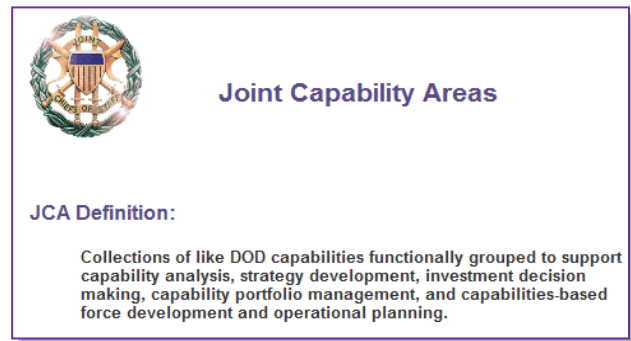 JOINT
CHIEFS OF STAFF
Joint Capability Areas
JCA Definition:
Collections of like DOD capabilities functionally grouped to support
capability analysis, strategy development, investment decision
making, capability portfolio management, and capabilities-based
force development and operational planning.